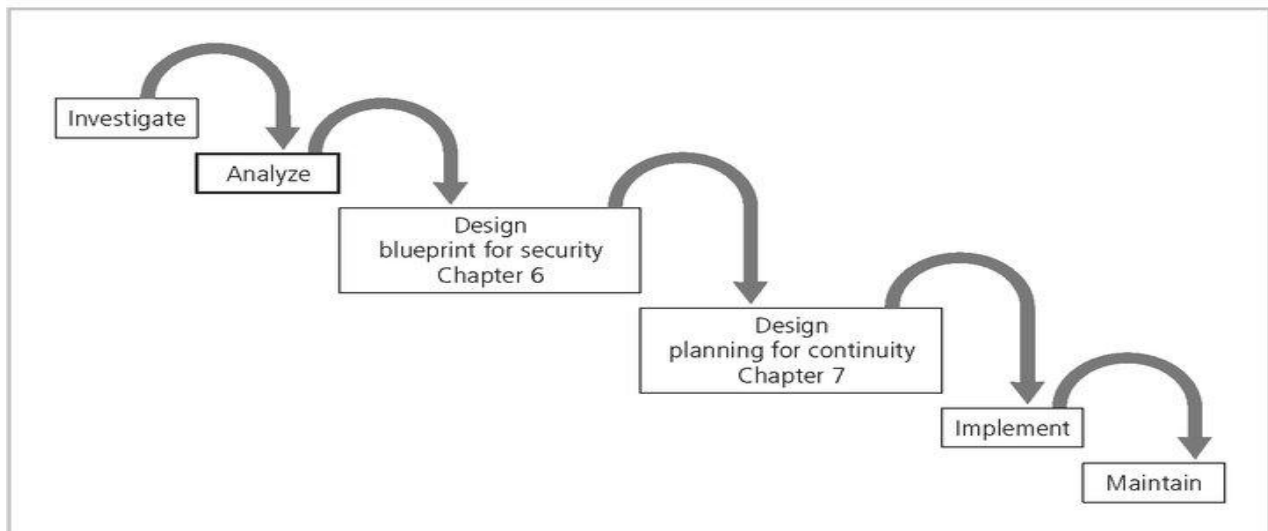 Investigate
Analyze
Design
blueprint for security
Chapter 6
Design
planning for continuity
Chapter 7
Implement
Maintain